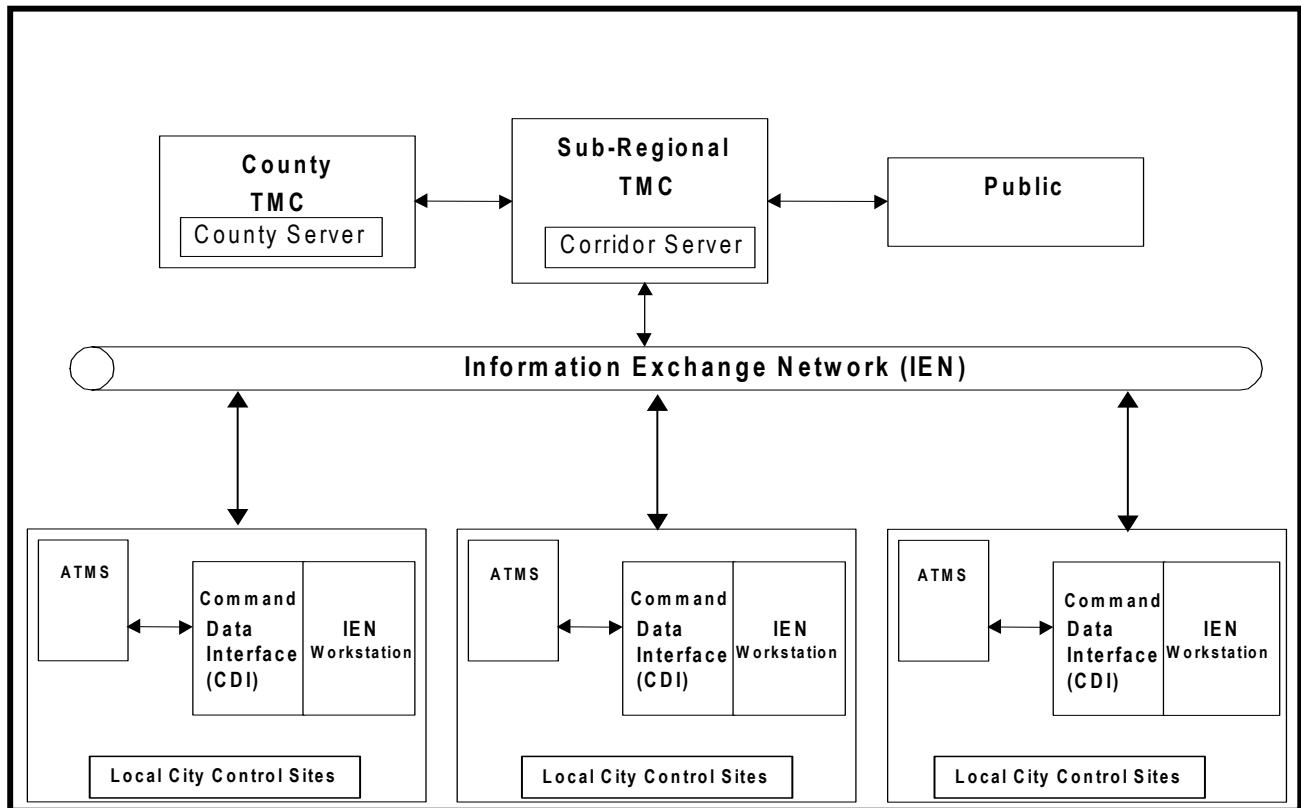 County
TMC
County Server
Sub-Regional
TMC
Corridor Server
Public
Information Exchange Network (IEN)
ATMS
Command
Data
Interface
(CDI)
IEN
Workstation
Local City Control Sites
ATMS
Command
Data
Interface
(CDI)
IEN
Workstation
Local City Control Sites
ATMS
Command
Data
Interface
(CDI)
IEN
Workstation
Local City Control Sites